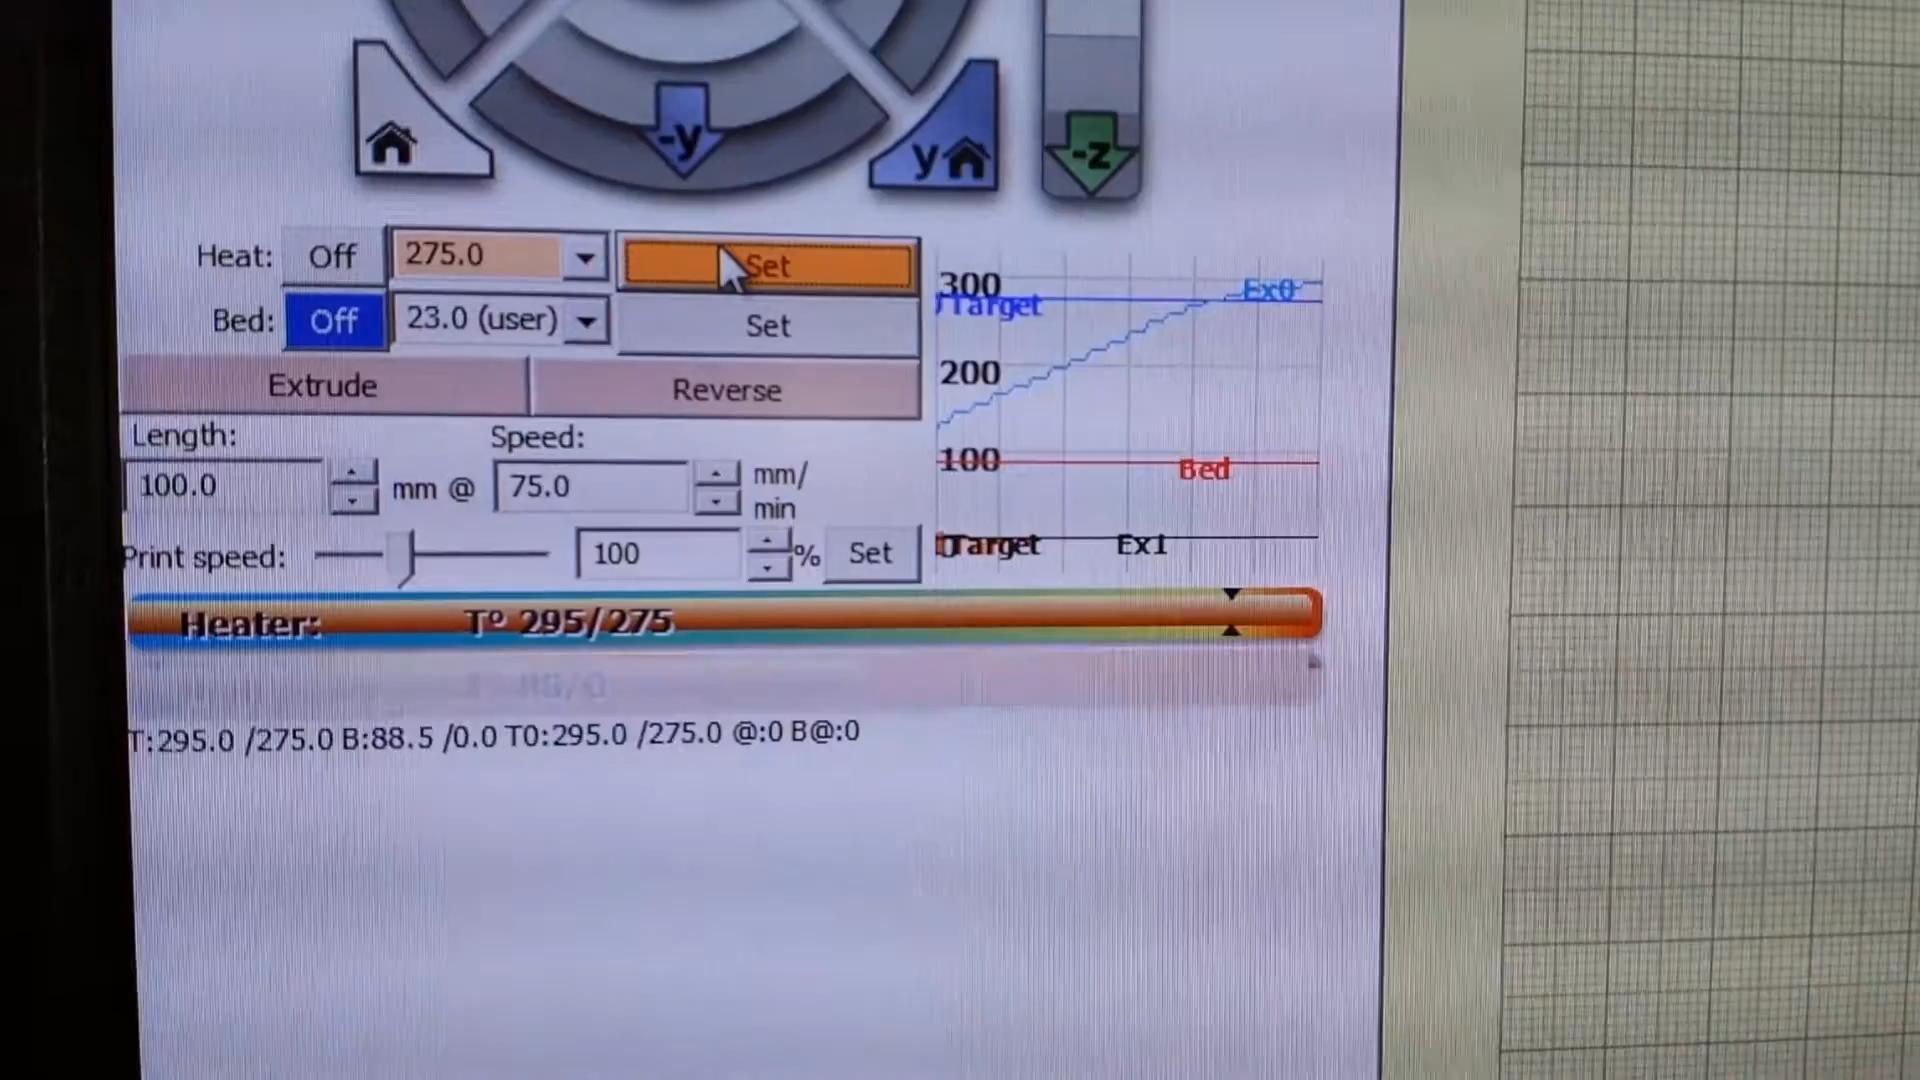 -y
y
-z
Heat: Off 275.0 Set
Bed: Off 23.0 (user) Set
Extrude Reverse
Length: Speed:
100.0 mm @ 75.0 mm/
min
Print speed: 100 % Set
300
Target Ex0
200
100 Bed
Target Ex1
Heater: Tº 295/275
T:295.0 /275.0 B:88.5 /0.0 T0:295.0 /275.0 @:0 B@:0